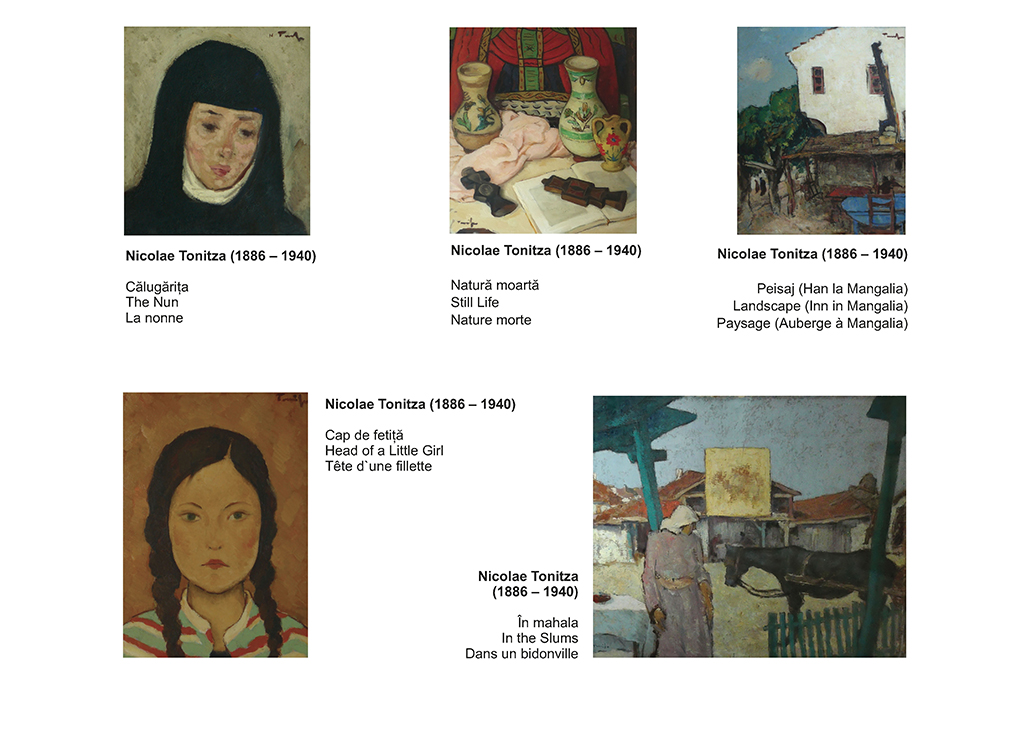 Nicolae Tonitza (1886 – 1940)
Călugărița
The Nun
La nonne
Nicolae Tonitza (1886 – 1940)
Natură moartă
Still Life
Nature morte
Nicolae Tonitza (1886 – 1940)
Peisaj (Han la Mangalia)
Landscape (Inn in Mangalia)
Paysage (Auberge à Mangalia)
Nicolae Tonitza (1886 – 1940)
Cap de fetiță
Head of a Little Girl
Tête d`une fillette
Nicolae Tonitza
(1886 – 1940)
În mahala
In the Slums
Dans un bidonville